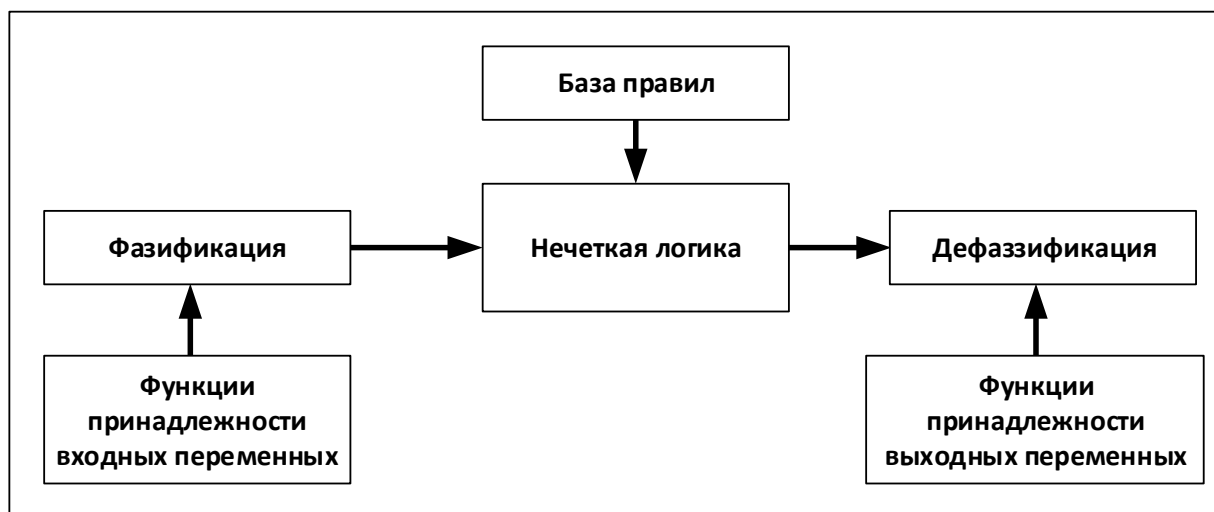 База правил
Фазификация
Нечеткая логика
Дефаззификация
Функции
принадлежности
входных переменных
Функции
принадлежности
выходных переменных